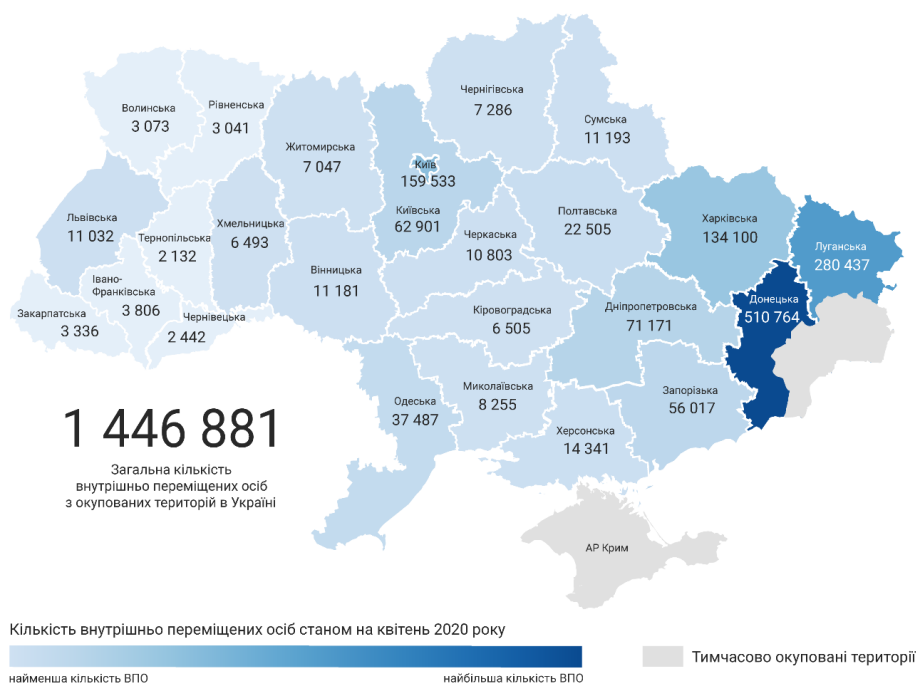 Волинська
3 073
Рівненська
3 041
Житомирська
7 047
Чернігівська
7 286
Сумська
11 193
Київ
159 533
Київська
62 901
Львівська
11 032
Тернопільська
2 132
Хмельницька
6 493
Вінницька
11 181
Черкаська
10 803
Полтавська
22 505
Харківська
134 100
Луганська
280 437
Донецька
510 764
Івано-
Франківська
3 806
Закарпатська
3 336
Чернівецька
2 442
Кіровоградська
6 505
Дніпропетровська
71 171
Запорізька
56 017
Одеська
37 487
Миколаївська
8 255
Херсонська
14 341
АР Крим
1 446 881
Загальна кількість
внутрішньо переміщених осіб
з окупованих територій в Україні
Кількість внутрішньо переміщених осіб станом на квітень 2020 року
найменша кількість ВПО
найбільша кількість ВПО
Тимчасово окуповані території